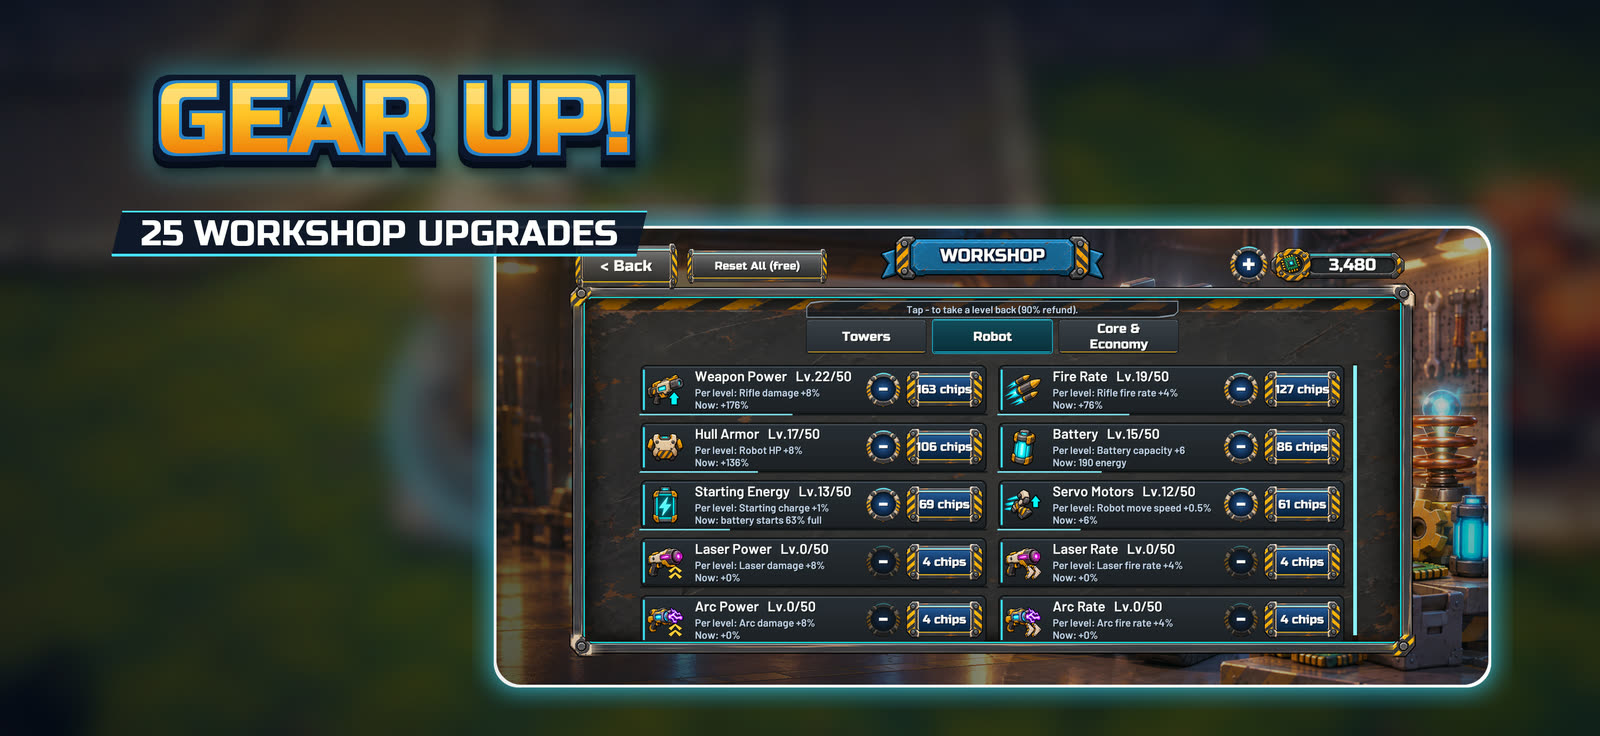 GEAR UP!
25 WORKSHOP UPGRADES
< Back
Reset All (free)
WORKSHOP
3,480
Tap - to take a level back (90% refund).
Towers
Robot
Core &
Economy
Weapon Power Lv.22/50
Per level: Rifle damage +8%
Now: +176%
163 chips
Fire Rate Lv.19/50
Per level: Rifle fire rate +4%
Now: +76%
127 chips
Hull Armor Lv.17/50
Per level: Robot HP +8%
Now: +136%
106 chips
Battery Lv.15/50
Per level: Battery capacity +6
Now: 190 energy
86 chips
Starting Energy Lv.13/50
Per level: Starting charge +1%
Now: battery starts 63% full
69 chips
Servo Motors Lv.12/50
Per level: Robot move speed +0.5%
Now: +6%
61 chips
Laser Power Lv.0/50
Per level: Laser damage +8%
Now: +0%
4 chips
Laser Rate Lv.0/50
Per level: Laser fire rate +4%
Now: +0%
4 chips
Arc Power Lv.0/50
Per level: Arc damage +8%
Now: +0%
4 chips
Arc Rate Lv.0/50
Per level: Arc fire rate +4%
Now: +0%
4 chips